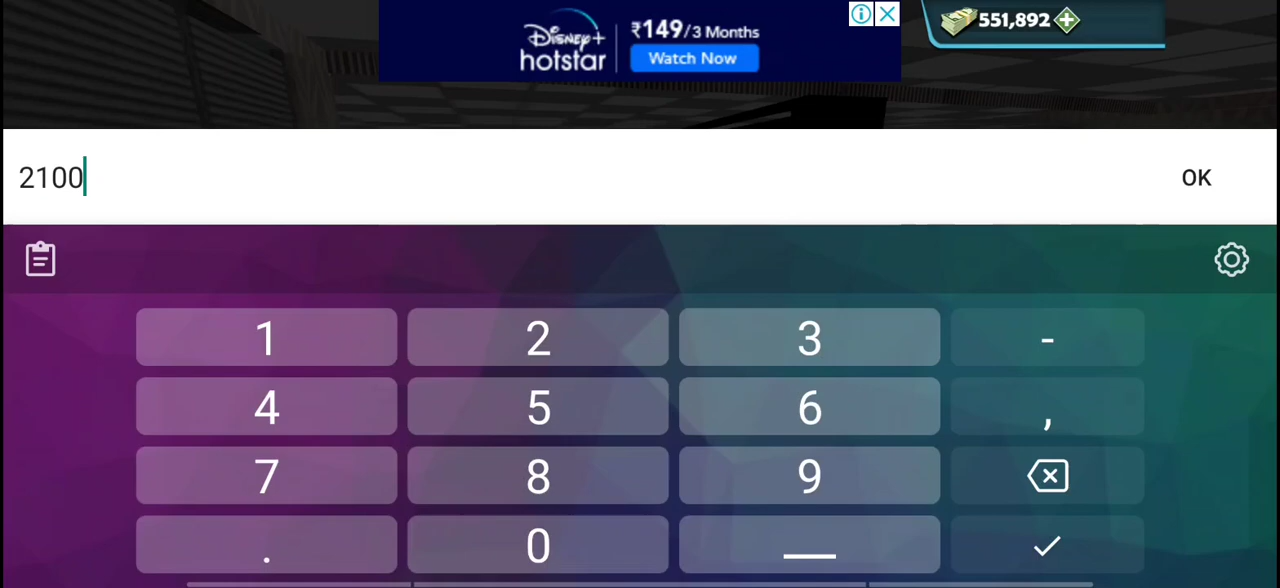 Disney+
hotstar
₹149/3 Months
Watch Now
551,892
2100
OK
1 2 3 -
4 5 6 ,
7 8 9
. 0